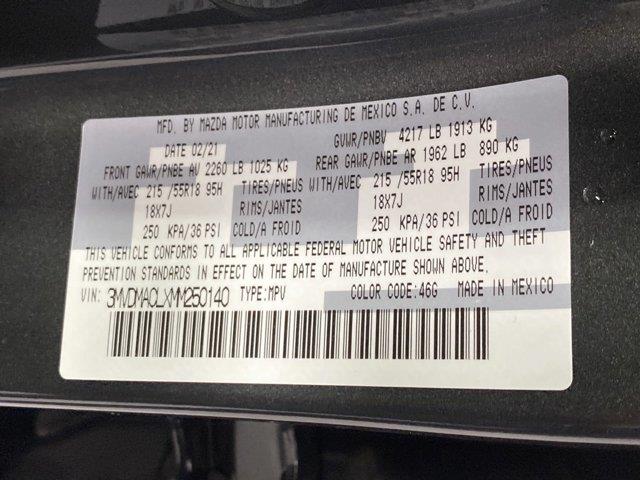 MFD. BY MAZDA MOTOR MANUFACTURING DE MEXICO S.A. DE C.V.
DATE 02/21 GVWR/PNBV 4217 LB 1913 KG
FRONT GAWR/PNBE AV 2260 LB 1025 KG REAR GAWR/PNBE AR 1962 LB 890 KG
WITH/AVEC 215 /55R18 95H TIRES/PNEUS WITH/AVEC 215 /55R18 95H TIRES/PNEUS
18X7J RIMS/JANTES 18X7J RIMS/JANTES
250 KPA/36 PSI COLD/A FROID 250 KPA/36 PSI COLD/A FROID
THIS VEHICLE CONFORMS TO ALL APPLICABLE FEDERAL MOTOR VEHICLE SAFETY AND THEFT
PREVENTION STANDARDS IN EFFECT ON THE DATE OF MANUFACTURE SHOWN ABOVE.
VIN: 3MVDMACLXMM250140 TYPE:MPV COLOR CODE:46G MADE IN MEXICO